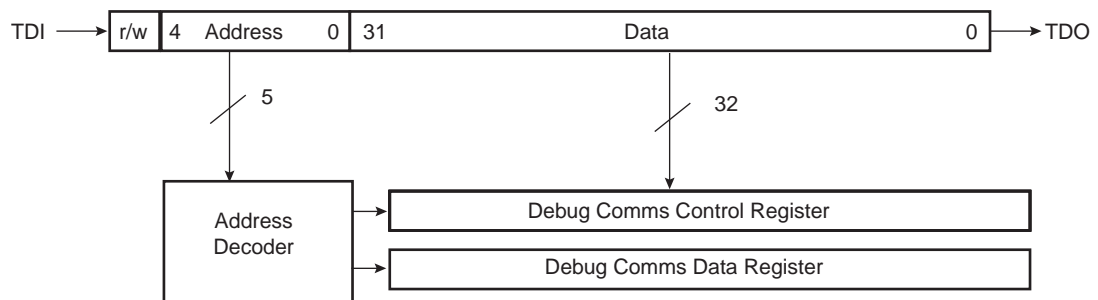 TDI r/w 4 Address 0 31 Data 0 TDO
5
32
Address
Decoder
Debug Comms Control Register
Debug Comms Data Register